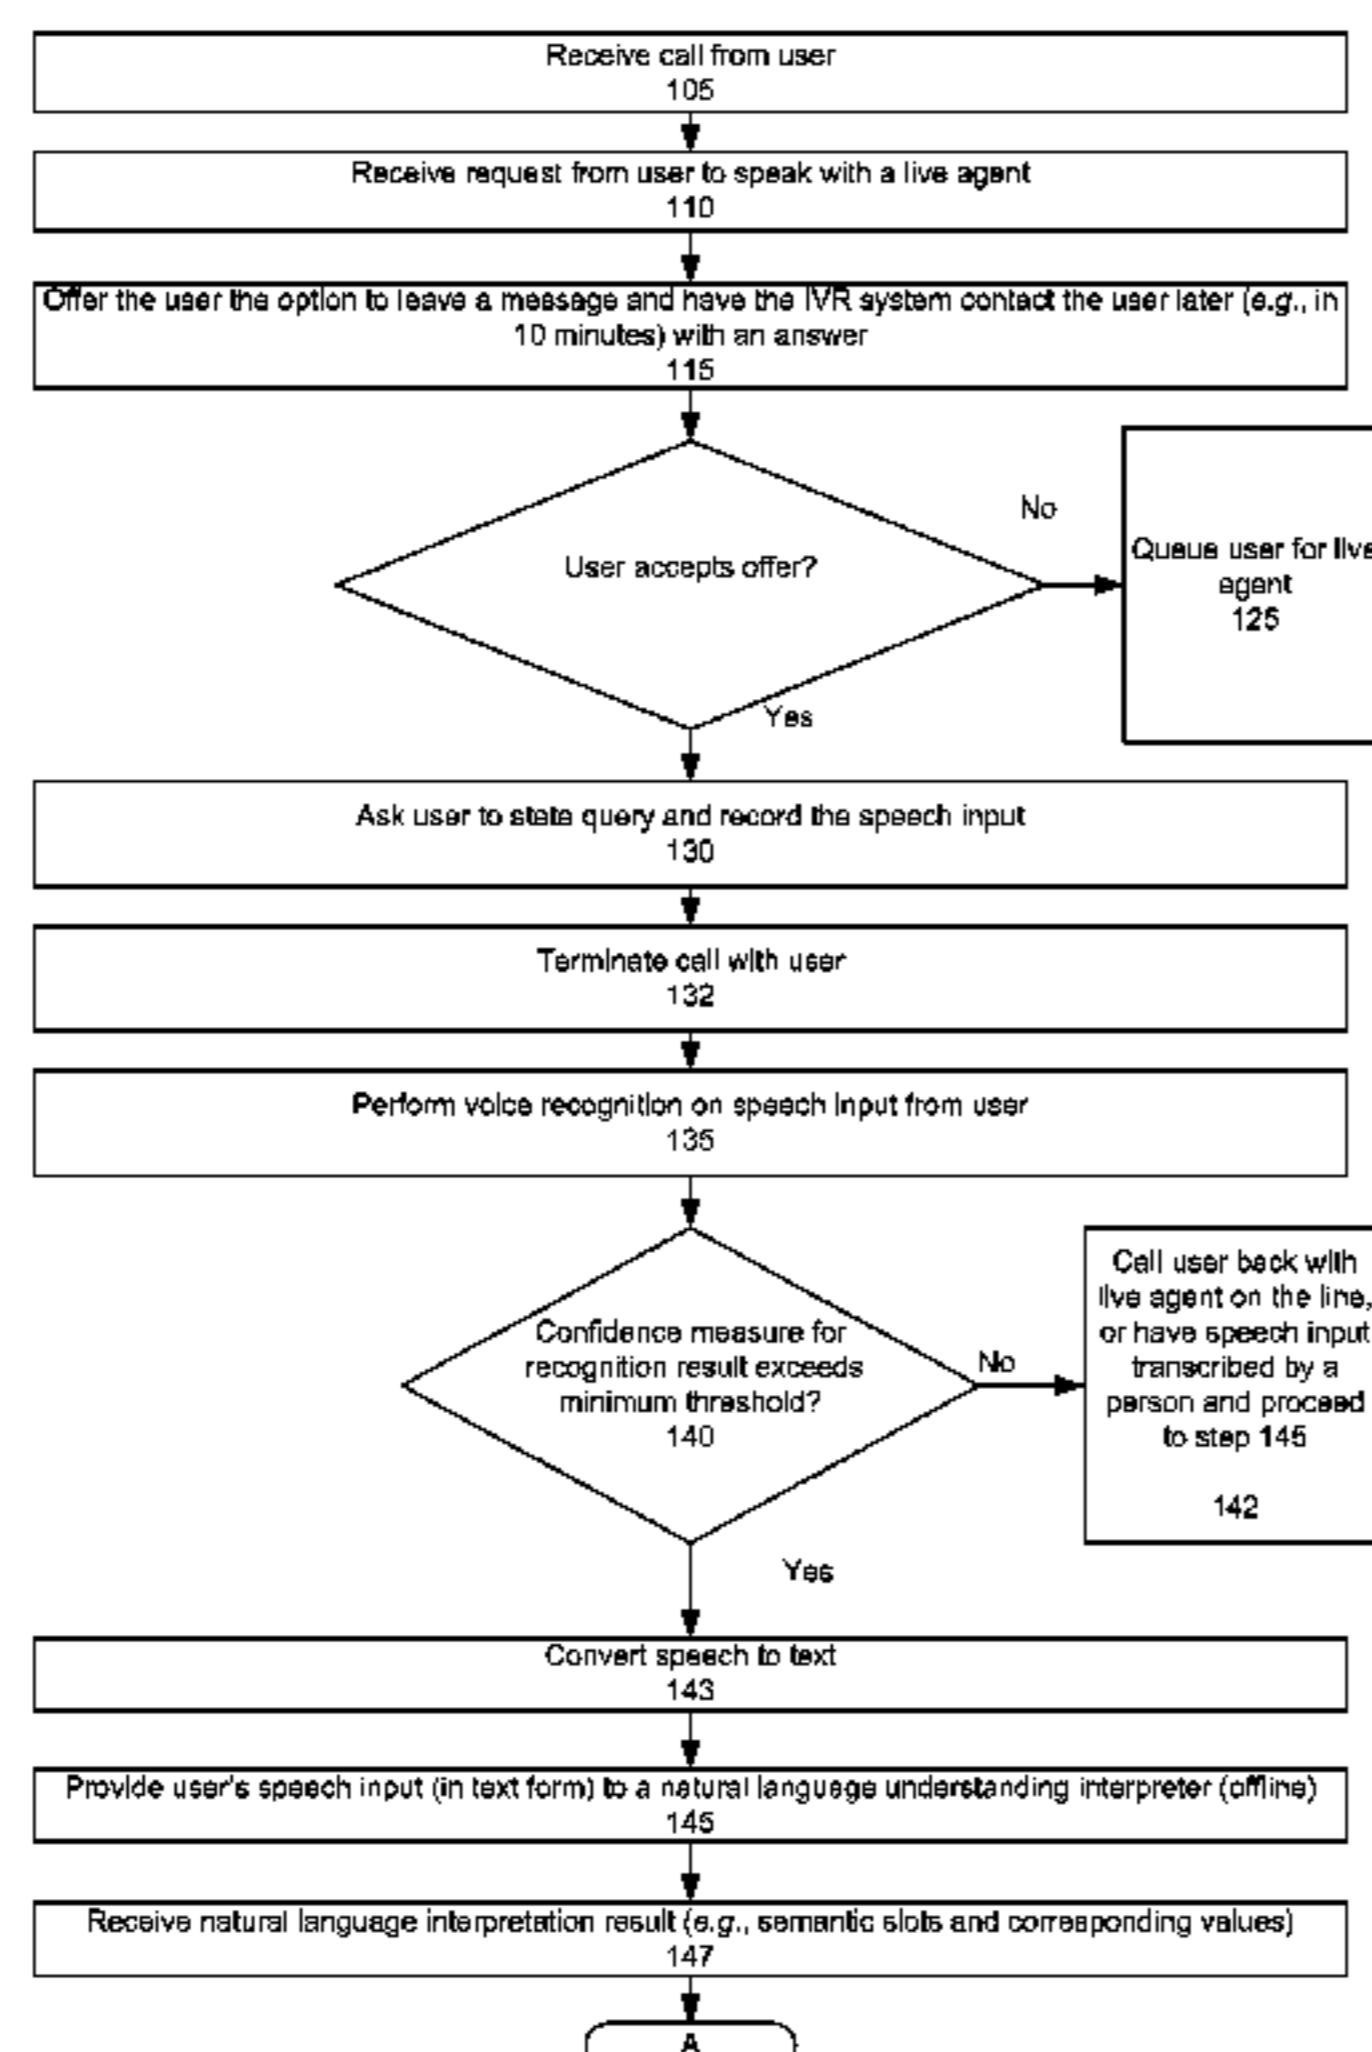 Receive call from user
105
Receive request from user to speak with a live agent
110
Offer the user the option to leave a message and have the IVR system contact the user later (e.g., in
10 minutes) with an answer
115
No
User accepts offer?
Queue user for live
agent
125
Yes
Ask user to state query and record the speech input
130
Terminate call with user
132
Perform voice recognition on speech input from user
135
Confidence measure for
recognition result exceeds
minimum threshold?
140
No
Call user back with
live agent on the line,
or have speech input
transcribed by a
person and proceed
to step 145
142
Yes
Convert speech to text
143
Provide user's speech input (in text form) to a natural language understanding interpreter (offline)
145
Receive natural language interpretation result (e.g., semantic slots and corresponding values)
147
A